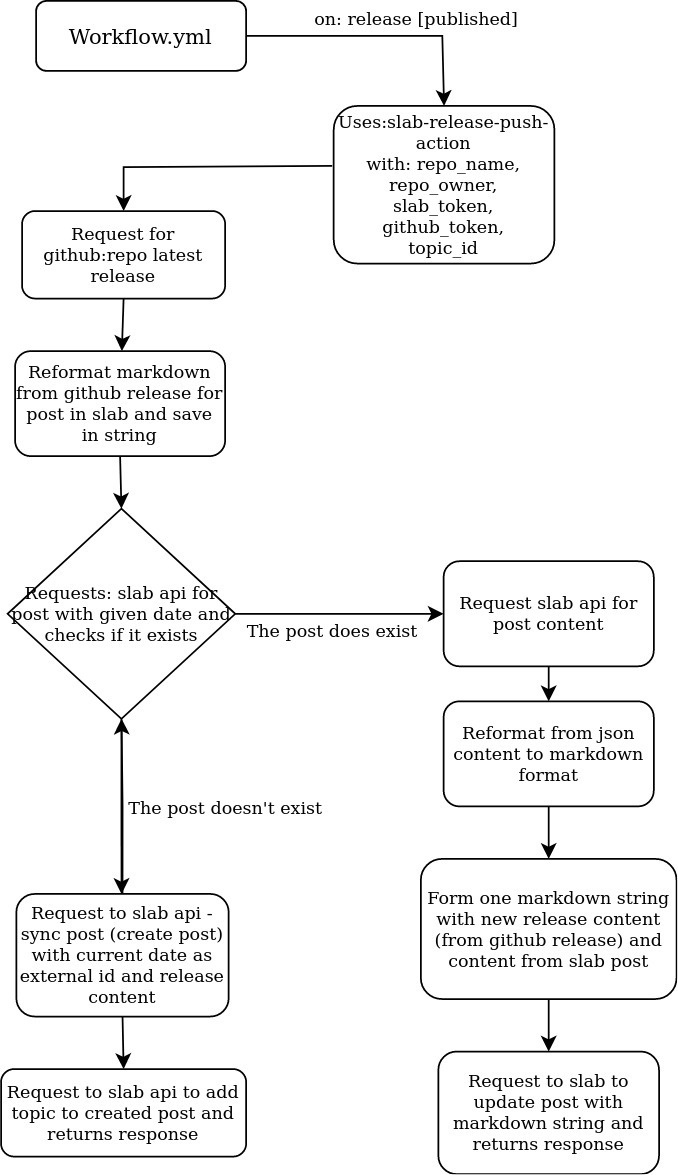 Workflow.yml
on: release [published]
Uses:slab-release-push-
action
with: repo_name,
repo_owner,
slab_token,
github_token,
topic_id
Request for
github:repo latest
release
Reformat markdown
from github release for
post in slab and save
in string
Requests: slab api for
post with given date and
checks if it exists
The post does exist
Request slab api for
post content
Reformat from json
content to markdown
format
The post doesn't exist
Form one markdown string
with new release content
(from github release) and
content from slab post
Request to slab api -
sync post (create post)
with current date as
external id and release
content
Request to slab api to add
topic to created post and
returns response
Request to slab to
update post with
markdown string and
returns response